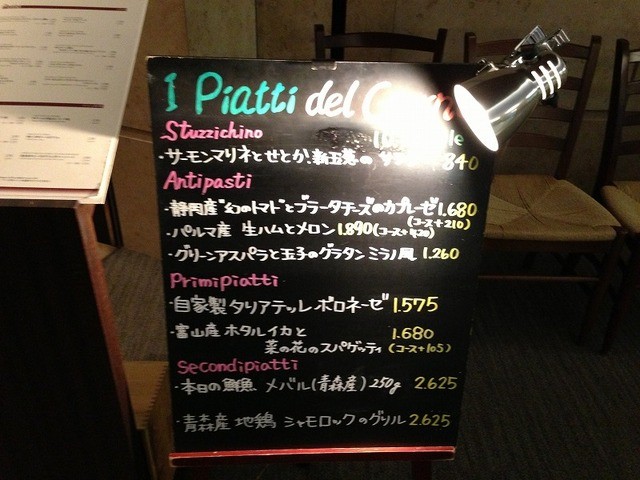 I Piatti del
Stuzzichino
・サーモンマリネとせとか、新玉葱の 840
Antipasti
・静岡産"幻のトマト"とブラータチーズのカプレーゼ 1.680
(コース+210)
・パルマ産 生ハムとメロン 1.890 (コース+420)
・グリーンアスパラと玉子のグラタン ミラノ風 1.260
Primipiatti
・自家製 タリアテッレ ボロネーゼ 1.575
・富山産 ホタルイカと 1.680
菜の花のスパゲッティ (コース+105)
Secondipiatti
・本日の鮮魚 メバル (青森産) 250g 2.625
・青森産 地鶏 シャモロックのグリル 2.625